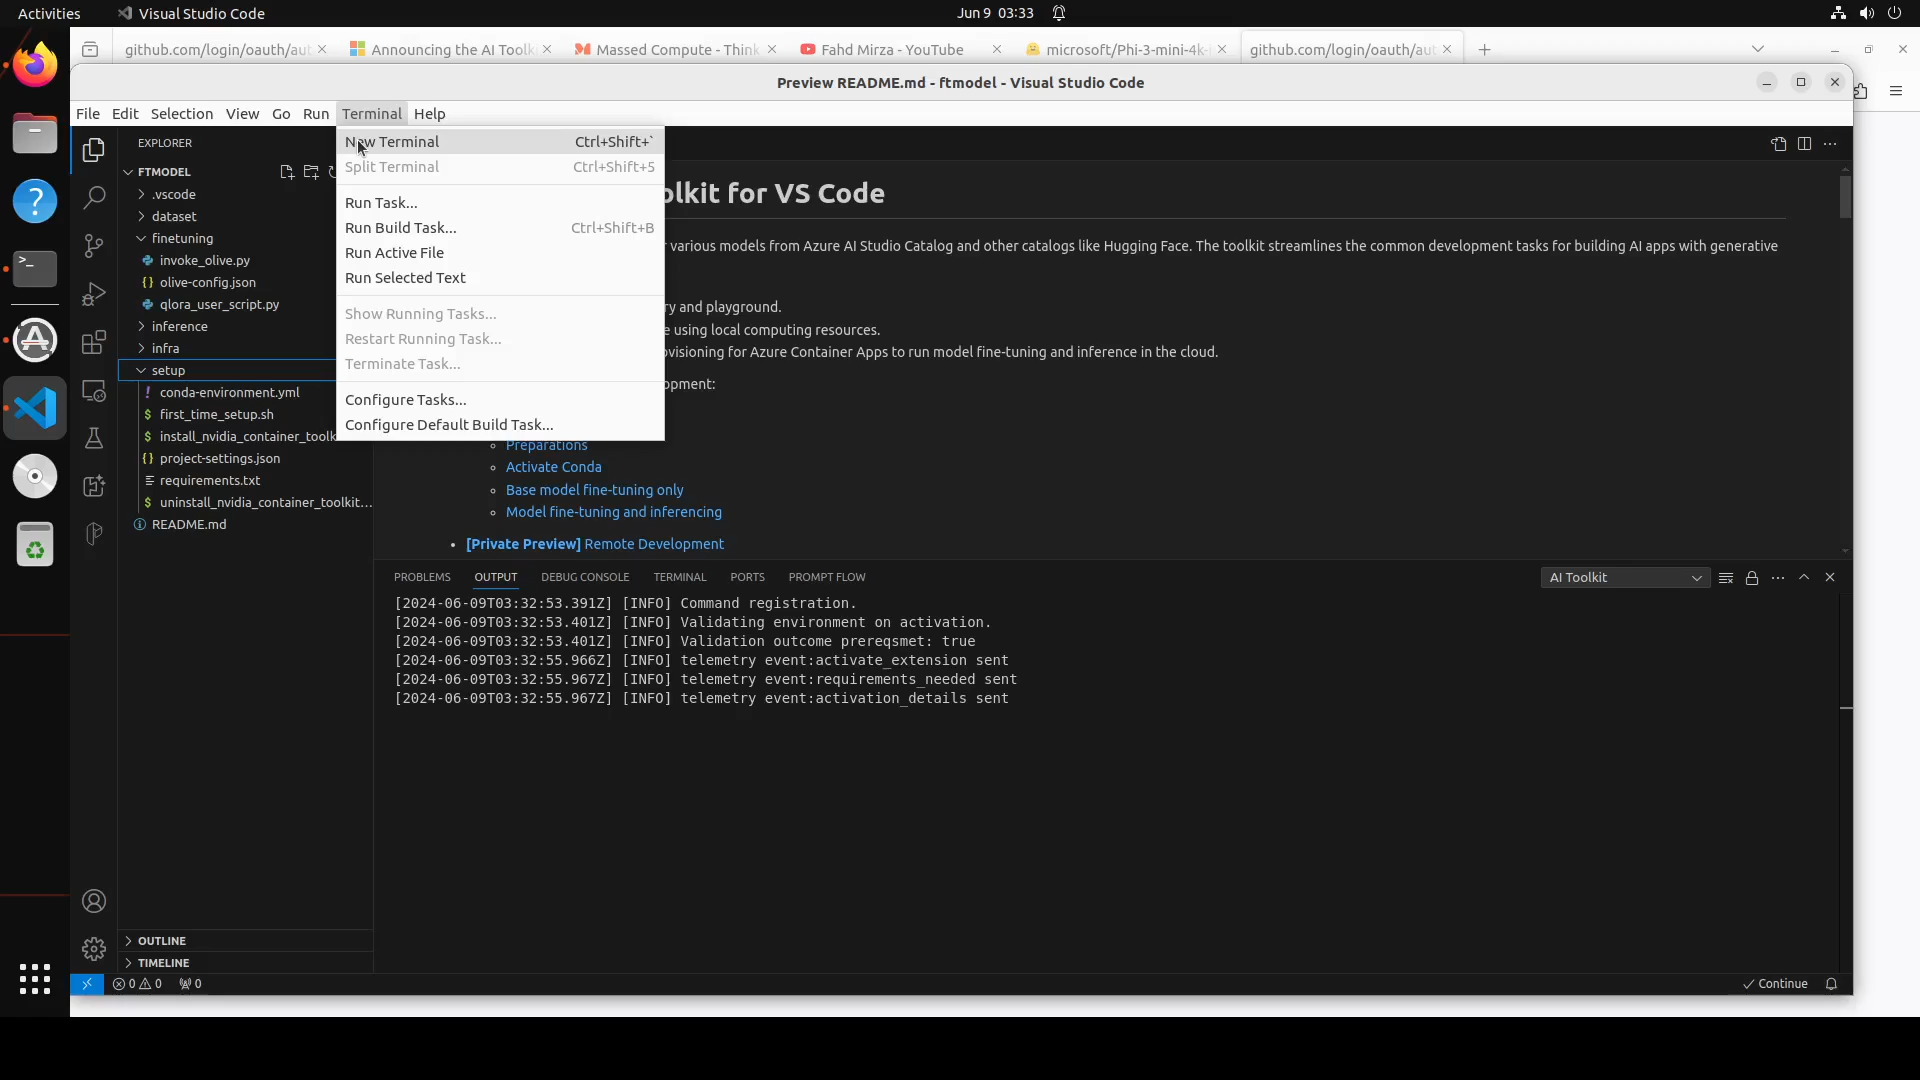 Activities
Visual Studio Code
Jun 9 03:33
github.com/login/oauth/aut
Announcing the AI Toolk
Massed Compute - Think
Fahd Mirza - YouTube
microsoft/Phi-3-mini-4k-
github.com/login/oauth/aut
Preview README.md - ftmodel - Visual Studio Code
File Edit Selection View Go Run Terminal Help
EXPLORER
FTMODEL
.vscode
dataset
finetuning
invoke_olive.py
olive-config.json
qlora_user_script.py
inference
infra
setup
conda-environment.yml
first_time_setup.sh
install_nvidia_container_toolk
project-settings.json
requirements.txt
uninstall_nvidia_container_toolkit...
README.md
OUTLINE
TIMELINE
New Terminal Ctrl+Shift+`
Split Terminal Ctrl+Shift+5
Run Task...
Run Build Task... Ctrl+Shift+B
Run Active File
Run Selected Text
Show Running Tasks...
Restart Running Task...
Terminate Task...
Configure Tasks...
Configure Default Build Task...
olkit for VS Code
r various models from Azure AI Studio Catalog and other catalogs like Hugging Face. The toolkit streamlines the common development tasks for building AI apps with generative
ry and playground.
e using local computing resources.
ovisioning for Azure Container Apps to run model fine-tuning and inference in the cloud.
opment:
Preparations
Activate Conda
Base model fine-tuning only
Model fine-tuning and inferencing
[Private Preview] Remote Development
PROBLEMS OUTPUT DEBUG CONSOLE TERMINAL PORTS PROMPT FLOW
AI Toolkit
[2024-06-09T03:32:53.391Z] [INFO] Command registration.
[2024-06-09T03:32:53.401Z] [INFO] Validating environment on activation.
[2024-06-09T03:32:53.401Z] [INFO] Validation outcome prereqsmet: true
[2024-06-09T03:32:55.966Z] [INFO] telemetry event:activate_extension sent
[2024-06-09T03:32:55.967Z] [INFO] telemetry event:requirements_needed sent
[2024-06-09T03:32:55.967Z] [INFO] telemetry event:activation_details sent
0 0 0
Continue